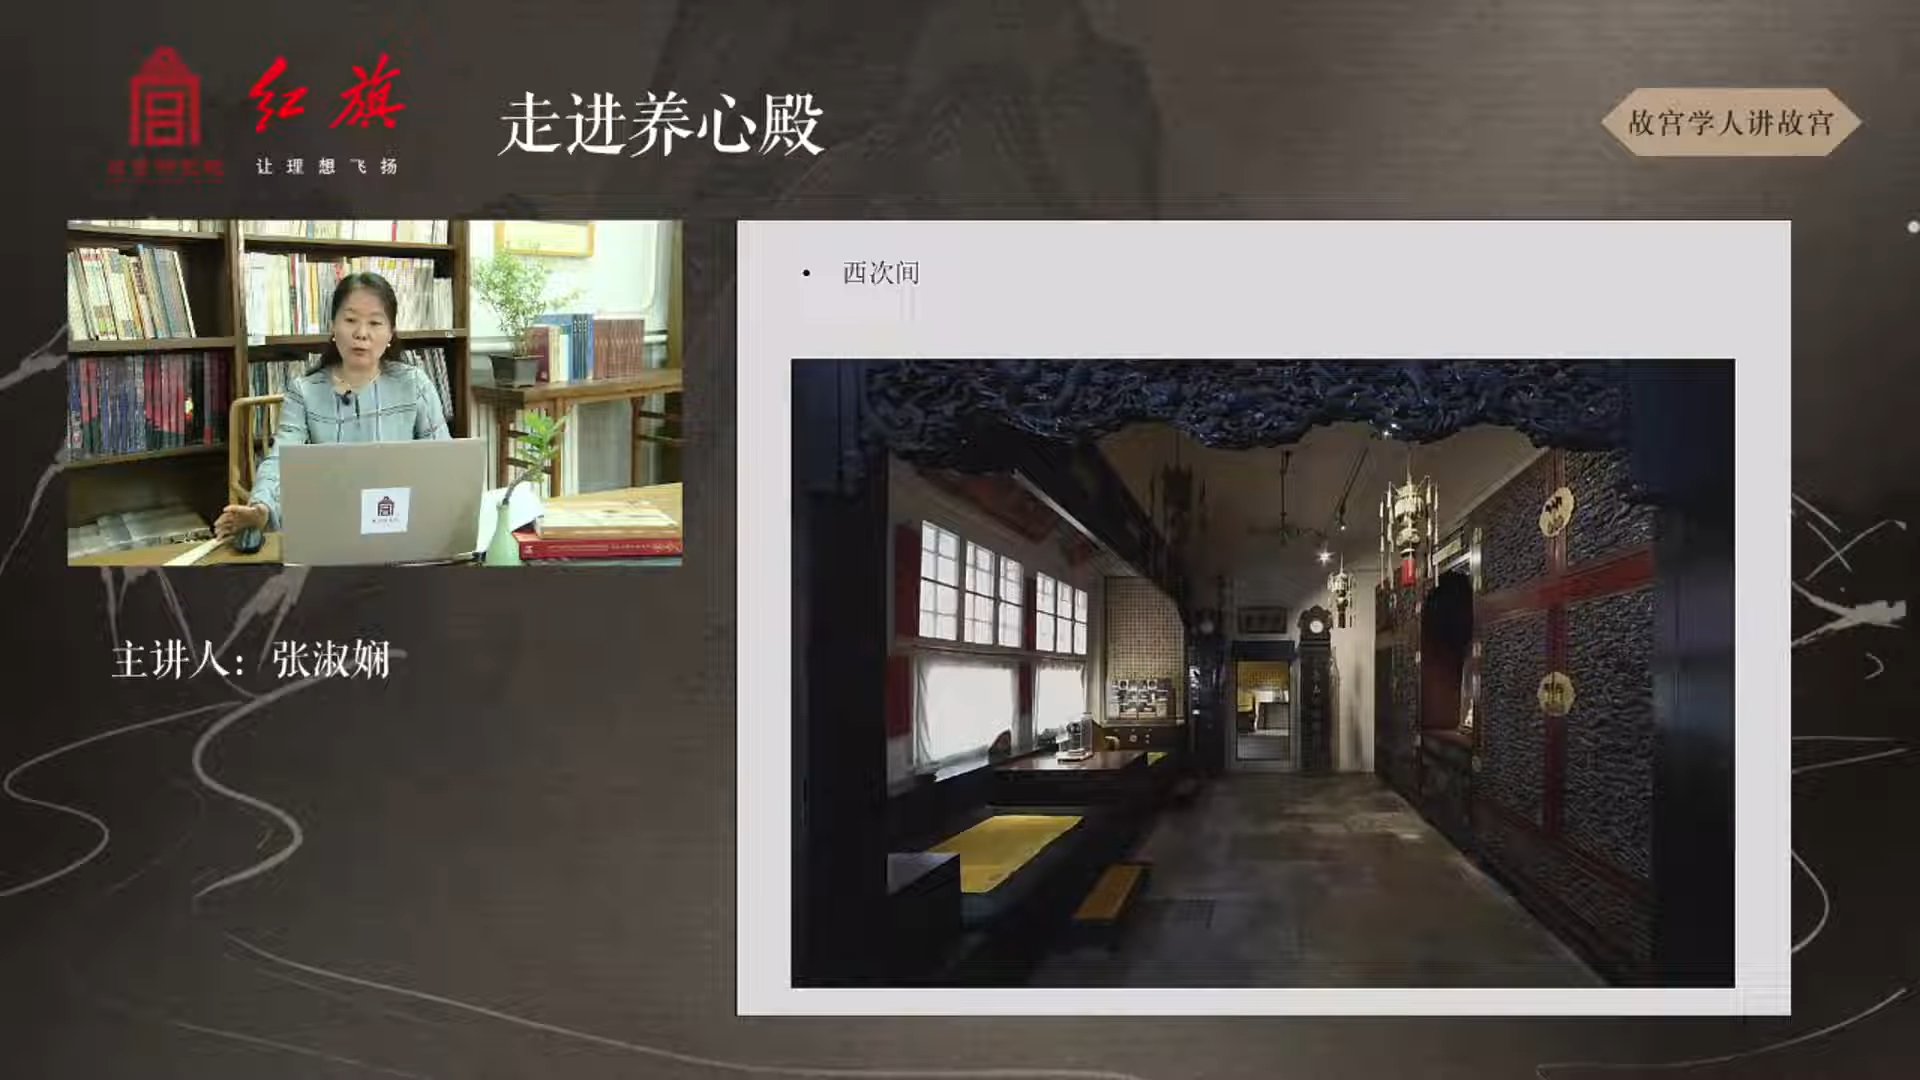 红旗
让理想飞扬
走进养心殿
故宫学人讲故宫
西次间
主讲人：张淑娴